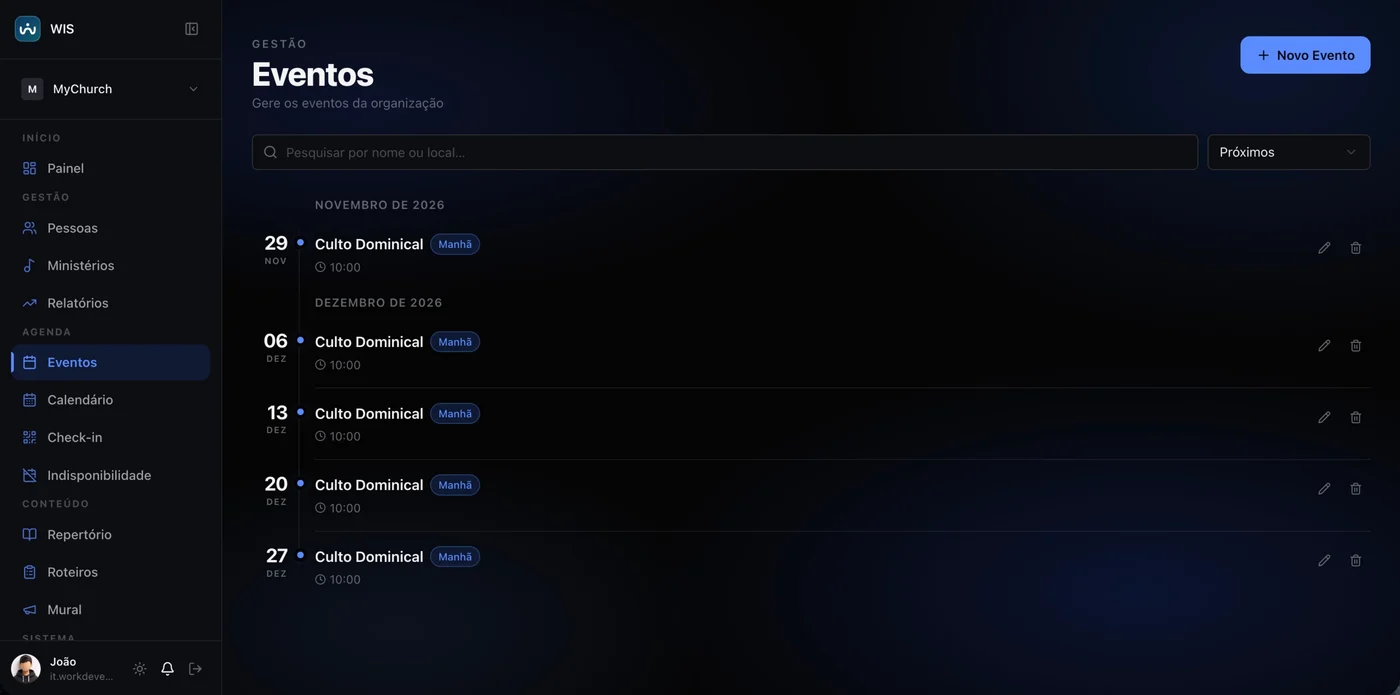 WIS
M MyChurch
INÍCIO
Painel
GESTÃO
Pessoas
Ministérios
Relatórios
AGENDA
Eventos
Calendário
Check-in
Indisponibilidade
CONTEÚDO
Repertório
Roteiros
Mural
SISTEMA
João
it.workdeve...
GESTÃO
Eventos
Gere os eventos da organização
+ Novo Evento
Pesquisar por nome ou local...
Próximos
NOVEMBRO DE 2026
29 Culto Dominical Manhã
NOV 10:00
DEZEMBRO DE 2026
06 Culto Dominical Manhã
DEZ 10:00
13 Culto Dominical Manhã
DEZ 10:00
20 Culto Dominical Manhã
DEZ 10:00
27 Culto Dominical Manhã
DEZ 10:00